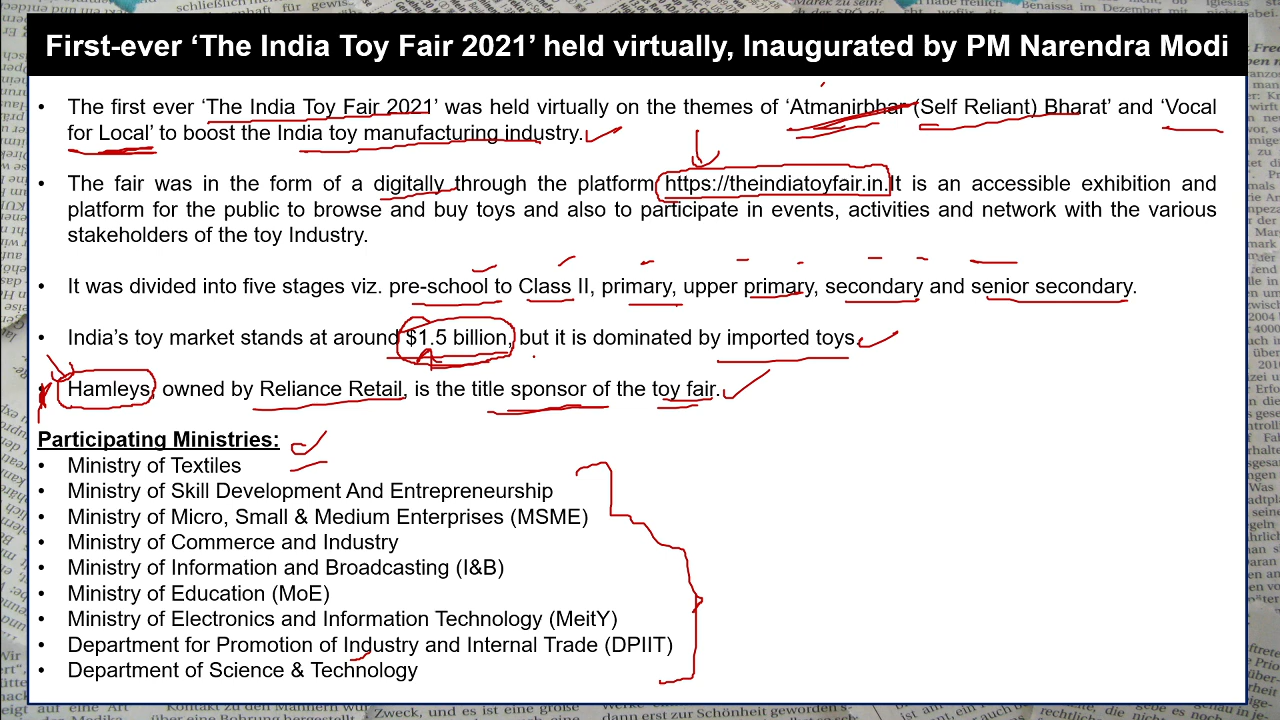 First-ever ‘The India Toy Fair 2021’ held virtually, Inaugurated by PM Narendra Modi
• The first ever ‘The India Toy Fair 2021’ was held virtually on the themes of ‘Atmanirbhar (Self Reliant) Bharat’ and ‘Vocal
for Local’ to boost the India toy manufacturing industry.
• The fair was in the form of a digitally through the platform https://theindiatoyfair.in. It is an accessible exhibition and
platform for the public to browse and buy toys and also to participate in events, activities and network with the various
stakeholders of the toy Industry.
• It was divided into five stages viz. pre-school to Class II, primary, upper primary, secondary and senior secondary.
• India’s toy market stands at around $1.5 billion, but it is dominated by imported toys.
Hamleys, owned by Reliance Retail, is the title sponsor of the toy fair.
Participating Ministries:
• Ministry of Textiles
• Ministry of Skill Development And Entrepreneurship
• Ministry of Micro, Small & Medium Enterprises (MSME)
• Ministry of Commerce and Industry
• Ministry of Information and Broadcasting (I&B)
• Ministry of Education (MoE)
• Ministry of Electronics and Information Technology (MeitY)
• Department for Promotion of Industry and Internal Trade (DPIIT)
• Department of Science & Technology